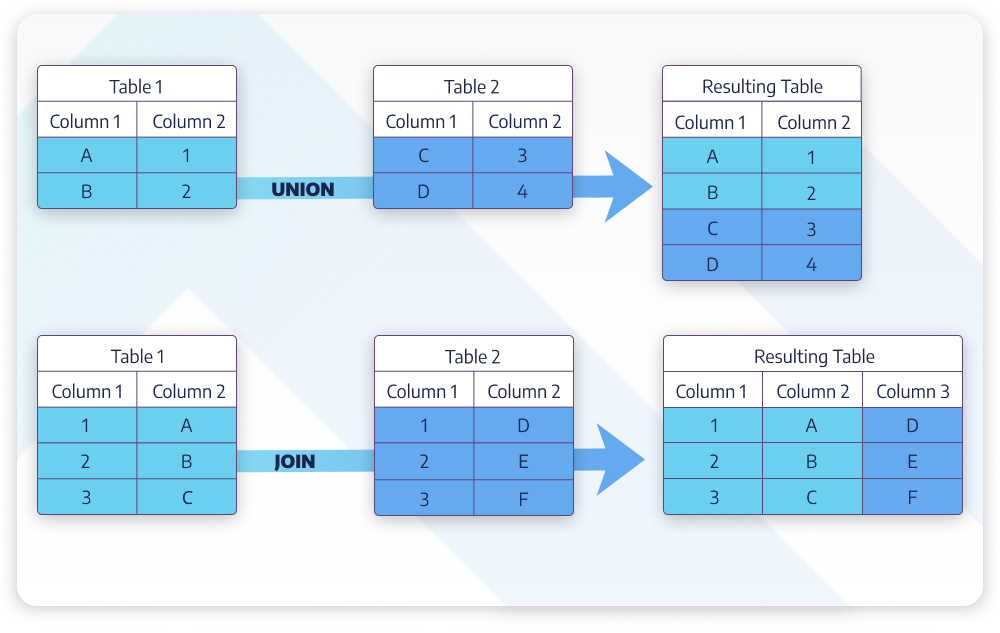 Table 1
Column 1 Column 2
A 1
B 2
UNION
Table 2
Column 1 Column 2
C 3
D 4
Resulting Table
Column 1 Column 2
A 1
B 2
C 3
D 4
Table 1
Column 1 Column 2
1 A
2 B
3 C
JOIN
Table 2
Column 1 Column 2
1 D
2 E
3 F
Resulting Table
Column 1 Column 2 Column 3
1 A D
2 B E
3 C F